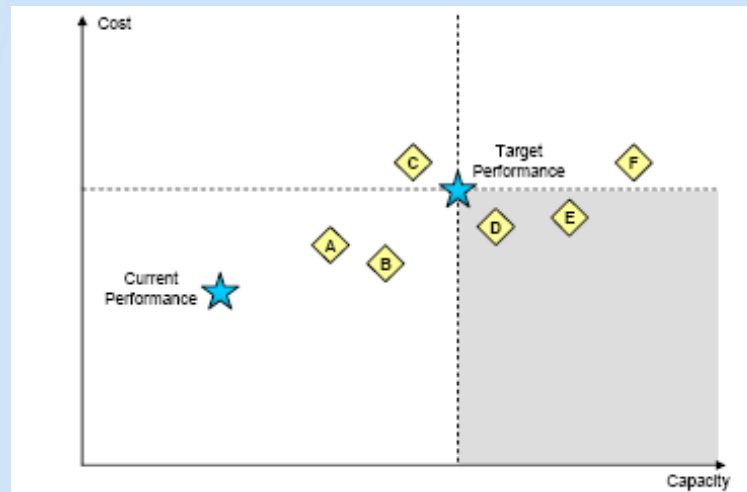 Cost
Target
Performance
C
F
E
D
A
B
Current
Performance
Capacity